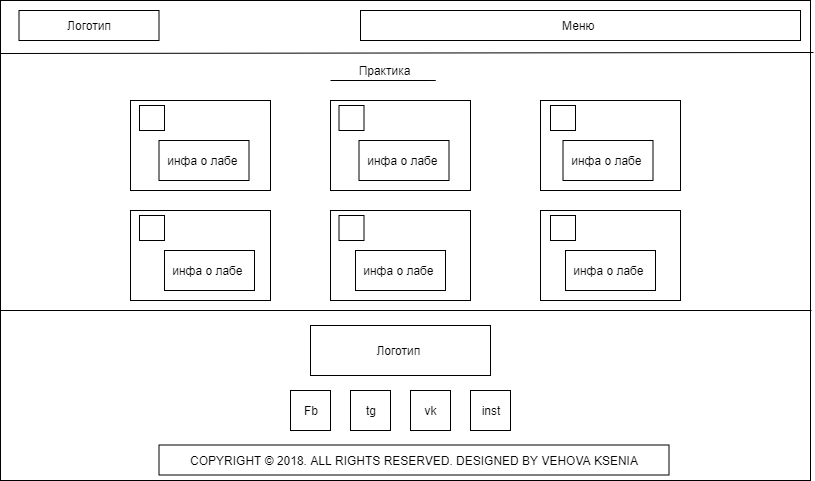 Логотип
Меню
Практика
инфа о лабе
инфа о лабе
инфа о лабе
инфа о лабе
инфа о лабе
инфа о лабе
Логотип
Fb
tg
vk
inst
COPYRIGHT © 2018. ALL RIGHTS RESERVED. DESIGNED BY VEHOVA KSENIA